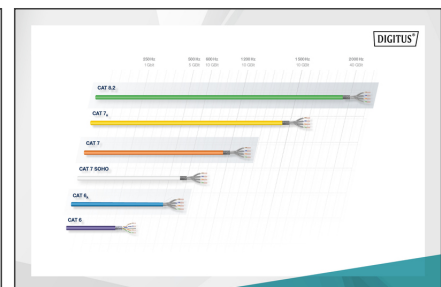 DIGITUS®
250 Hz 500 Hz 600 Hz 1200 Hz 1500 Hz 2000 Hz
1 Gbit 5 Gbit 10 Gbit 10 Gbit 10 Gbit 40 Gbit
CAT 8.2
CAT 7A
CAT 7
CAT 7 SOHO
CAT 6A
CAT 6